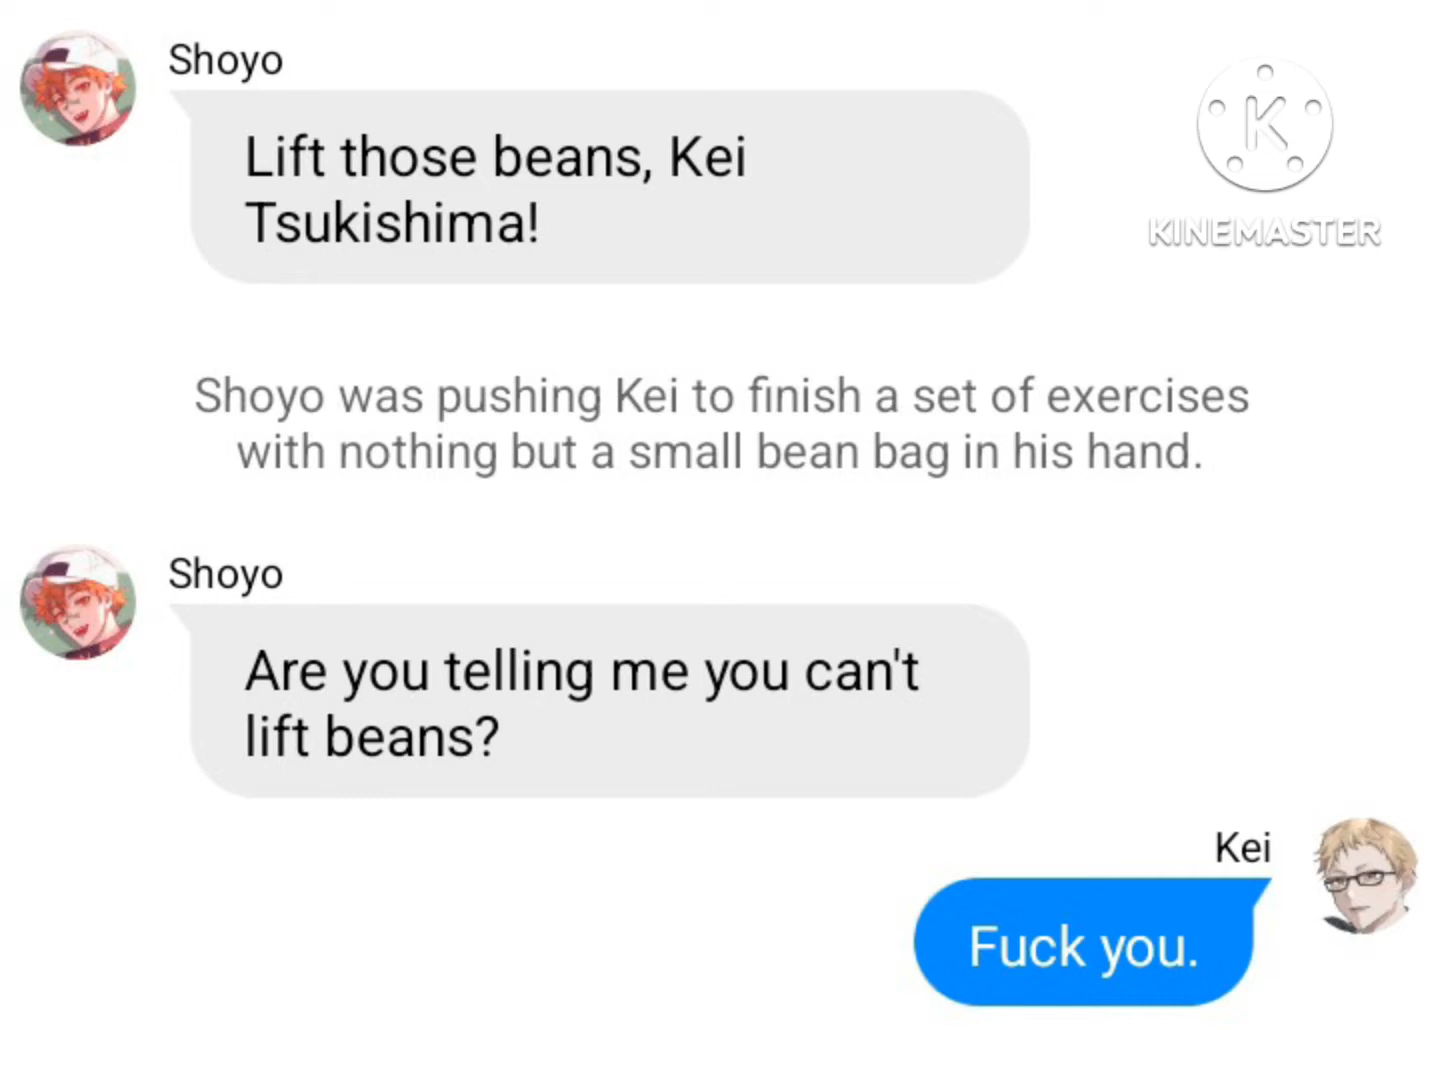 Shoyo
Lift those beans, Kei
Tsukishima!
K
KINEMASTER
Shoyo was pushing Kei to finish a set of exercises
with nothing but a small bean bag in his hand.
Shoyo
Are you telling me you can't
lift beans?
Kei
Fuck you.